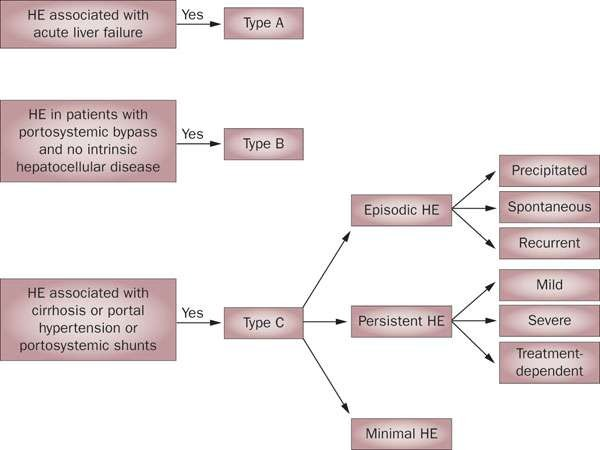 HE associated with
acute liver failure
Yes
Type A
HE in patients with
portosystemic bypass
and no intrinsic
hepatocellular disease
Yes
Type B
HE associated with
cirrhosis or portal
hypertension or
portosystemic shunts
Yes
Type C
Episodic HE
Precipitated
Spontaneous
Recurrent
Persistent HE
Mild
Severe
Treatment-
dependent
Minimal HE